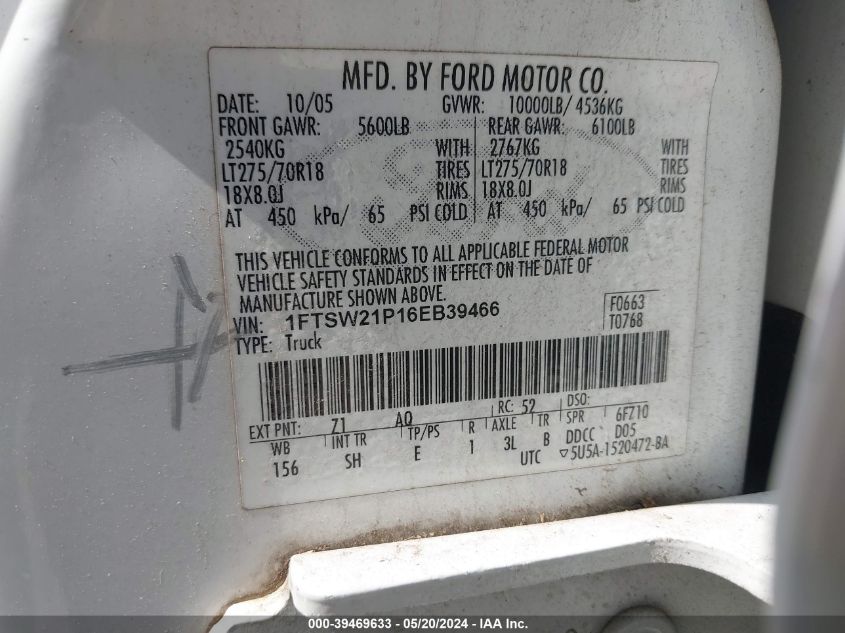 MFD. BY FORD MOTOR CO.
DATE: 10/05 GVWR: 10000LB/ 4536KG
FRONT GAWR: 5600LB REAR GAWR: 6100LB
2540KG WITH 2767KG WITH
LT275/70R18 TIRES LT275/70R18 TIRES
18X8.0J RIMS 18X8.0J RIMS
AT 450 kPa/ 65 PSI COLD AT 450 kPa/ 65 PSI COLD
THIS VEHICLE CONFORMS TO ALL APPLICABLE FEDERAL MOTOR
VEHICLE SAFETY STANDARDS IN EFFECT ON THE DATE OF
MANUFACTURE SHOWN ABOVE.
VIN: 1FTSW21P16EB39466 F0663
TYPE: Truck T0768
EXT PNT: Z1 AQ RC: 52 DSO:
WB INT TR TP/PS R AXLE TR SPR 6FZ10
156 SH E 1 3L B DDCC D05
UTC ▽5U5A-1520472-BA
000-39469633 - 05/20/2024 - IAA Inc.